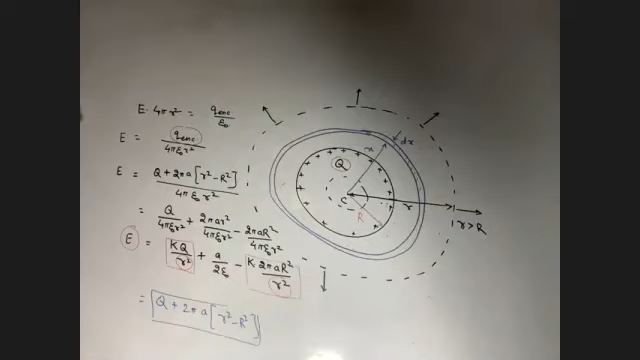 E · 4πr² = q_enc/ε₀
E = q_enc/4πε₀r²
E = Q + 2πa[r² - R²]/4πε₀r²
= Q/4πε₀r² + 2πar²/4πε₀r² - 2πaR²/4πε₀r²
E = KQ/r² + a/2ε₀ - K 2πaR²/r²
= Q + 2πa[r² - R²]
x
dx
Q
C
r
R
r > R